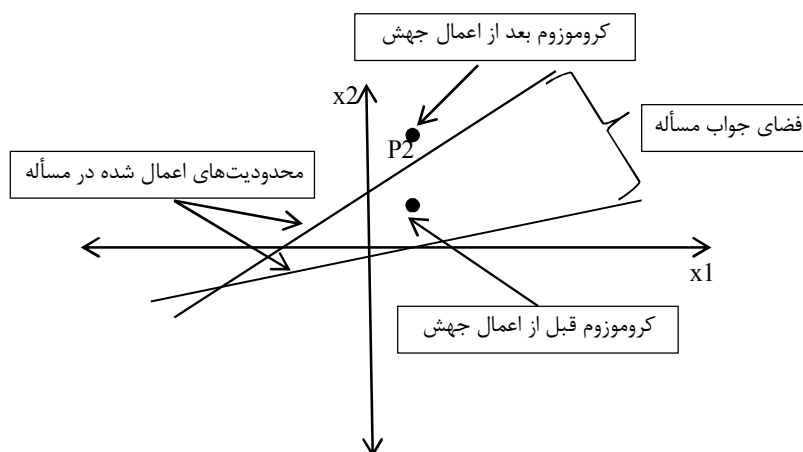 کروموزوم بعد از اعمال جهش
x2
فضای جواب مسأله
P2
محدودیت‌های اعمال شده در مسأله
x1
کروموزوم قبل از اعمال جهش